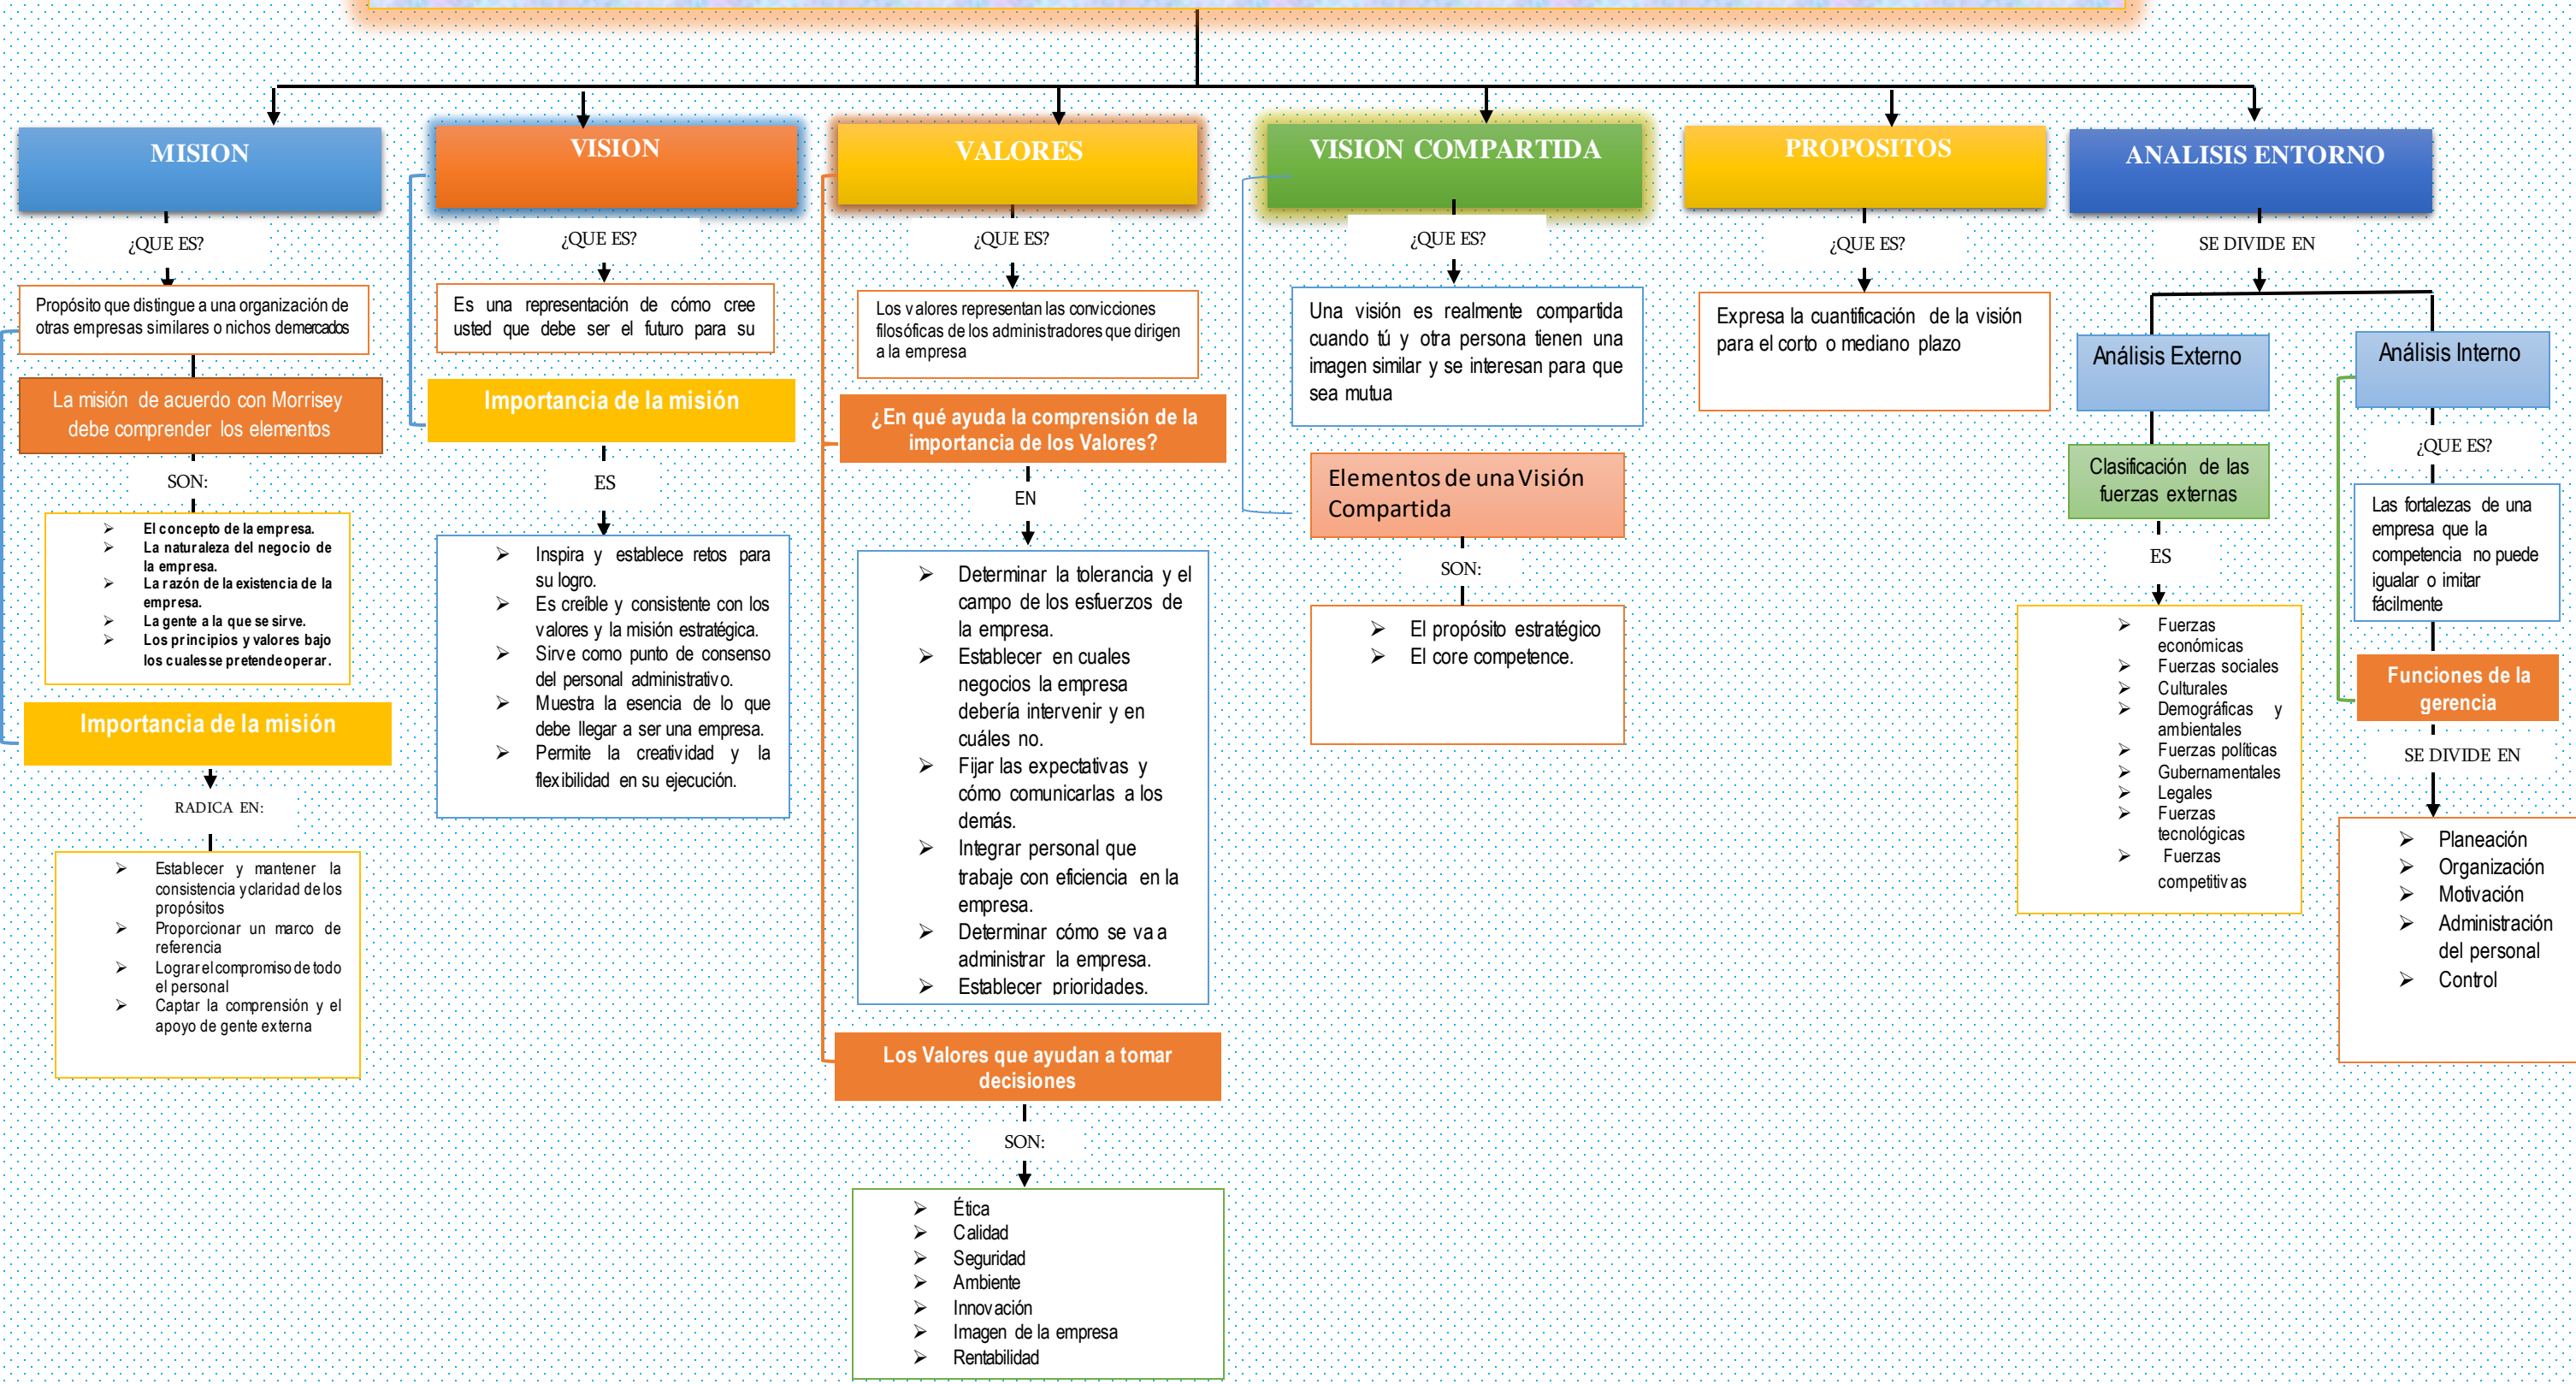 MISION
¿QUE ES?
Propósito que distingue a una organización de
otras empresas similares o nichos demercados
La misión de acuerdo con Morrisey
debe comprender los elementos
SON:
➢ El concepto de la empresa.
➢ La naturaleza del negocio de
la empresa.
➢ La razón de la existencia de la
empresa.
➢ La gente a la que se sirve.
➢ Los principios y valores bajo
los cuales se pretende operar.
Importancia de la misión
RADICA EN:
➢ Establecer y mantener la
consistencia y claridad de los
propósitos
➢ Proporcionar un marco de
referencia
➢ Lograr el compromiso de todo
el personal
➢ Captar la comprensión y el
apoyo de gente externa
VISION
¿QUE ES?
Es una representación de cómo cree
usted que debe ser el futuro para su
Importancia de la misión
ES
➢ Inspira y establece retos para
su logro.
➢ Es creíble y consistente con los
valores y la misión estratégica.
➢ Sirve como punto de consenso
del personal administrativo.
➢ Muestra la esencia de lo que
debe llegar a ser una empresa.
➢ Permite la creatividad y la
flexibilidad en su ejecución.
VALORES
¿QUE ES?
Los valores representan las convicciones
filosóficas de los administradores que dirigen
a la empresa
¿En qué ayuda la comprensión de la
importancia de los Valores?
EN
➢ Determinar la tolerancia y el
campo de los esfuerzos de
la empresa.
➢ Establecer en cuales
negocios la empresa
debería intervenir y en
cuáles no.
➢ Fijar las expectativas y
cómo comunicarlas a los
demás.
➢ Integrar personal que
trabaje con eficiencia en la
empresa.
➢ Determinar cómo se va a
administrar la empresa.
➢ Establecer prioridades.
Los Valores que ayudan a tomar
decisiones
SON:
➢ Ética
➢ Calidad
➢ Seguridad
➢ Ambiente
➢ Innovación
➢ Imagen de la empresa
➢ Rentabilidad
VISION COMPARTIDA
¿QUE ES?
Una visión es realmente compartida
cuando tú y otra persona tienen una
imagen similar y se interesan para que
sea mutua
Elementos de una Visión
Compartida
SON:
➢ El propósito estratégico
➢ El core competence.
PROPOSITOS
¿QUE ES?
Expresa la cuantificación de la visión
para el corto o mediano plazo
ANALISIS ENTORNO
SE DIVIDE EN
Análisis Externo
Clasificación de las
fuerzas externas
ES
➢ Fuerzas
económicas
➢ Fuerzas sociales
➢ Culturales
➢ Demográficas y
ambientales
➢ Fuerzas políticas
➢ Gubernamentales
➢ Legales
➢ Fuerzas
tecnológicas
➢ Fuerzas
competitivas
Análisis Interno
¿QUE ES?
Las fortalezas de una
empresa que la
competencia no puede
igualar o imitar
fácilmente
Funciones de la
gerencia
SE DIVIDE EN
➢ Planeación
➢ Organización
➢ Motivación
➢ Administración
del personal
➢ Control